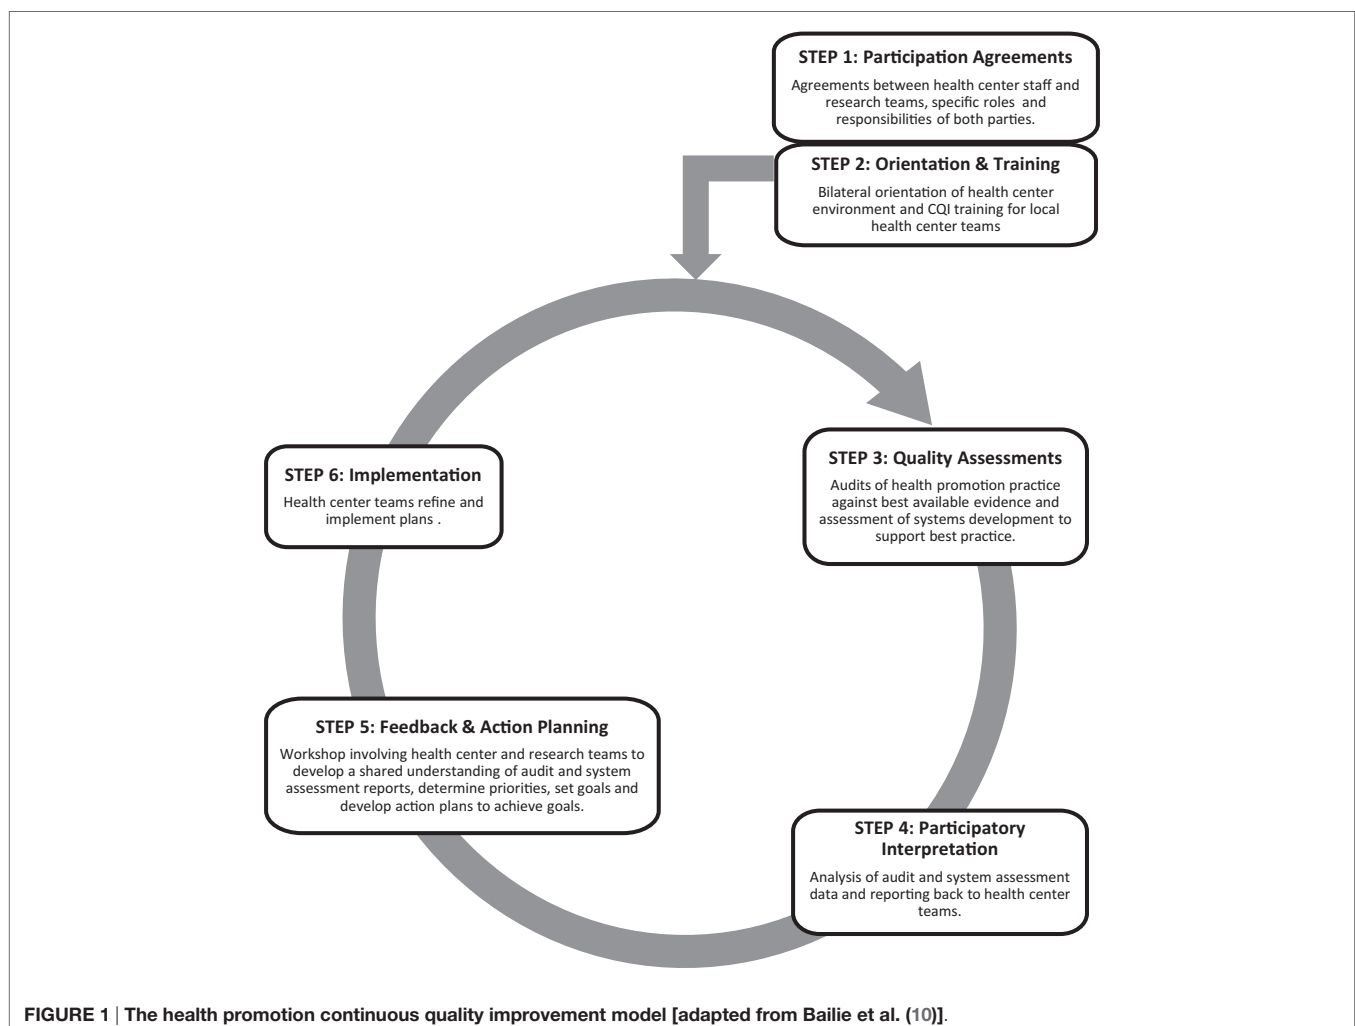 STEP 1: Participation Agreements
Agreements between health center staff and
research teams, specific roles and
responsibilities of both parties.
STEP 2: Orientation & Training
Bilateral orientation of health center
environment and CQI training for local
health center teams
STEP 3: Quality Assessments
Audits of health promotion practice
against best available evidence and
assessment of systems development to
support best practice.
STEP 4: Participatory
Interpretation
Analysis of audit and system assessment
data and reporting back to health center
teams.
STEP 5: Feedback & Action Planning
Workshop involving health center and research teams to
develop a shared understanding of audit and system
assessment reports, determine priorities, set goals and
develop action plans to achieve goals.
STEP 6: Implementation
Health center teams refine and
implement plans .
FIGURE 1 | The health promotion continuous quality improvement model [adapted from Bailie et al. (10)].